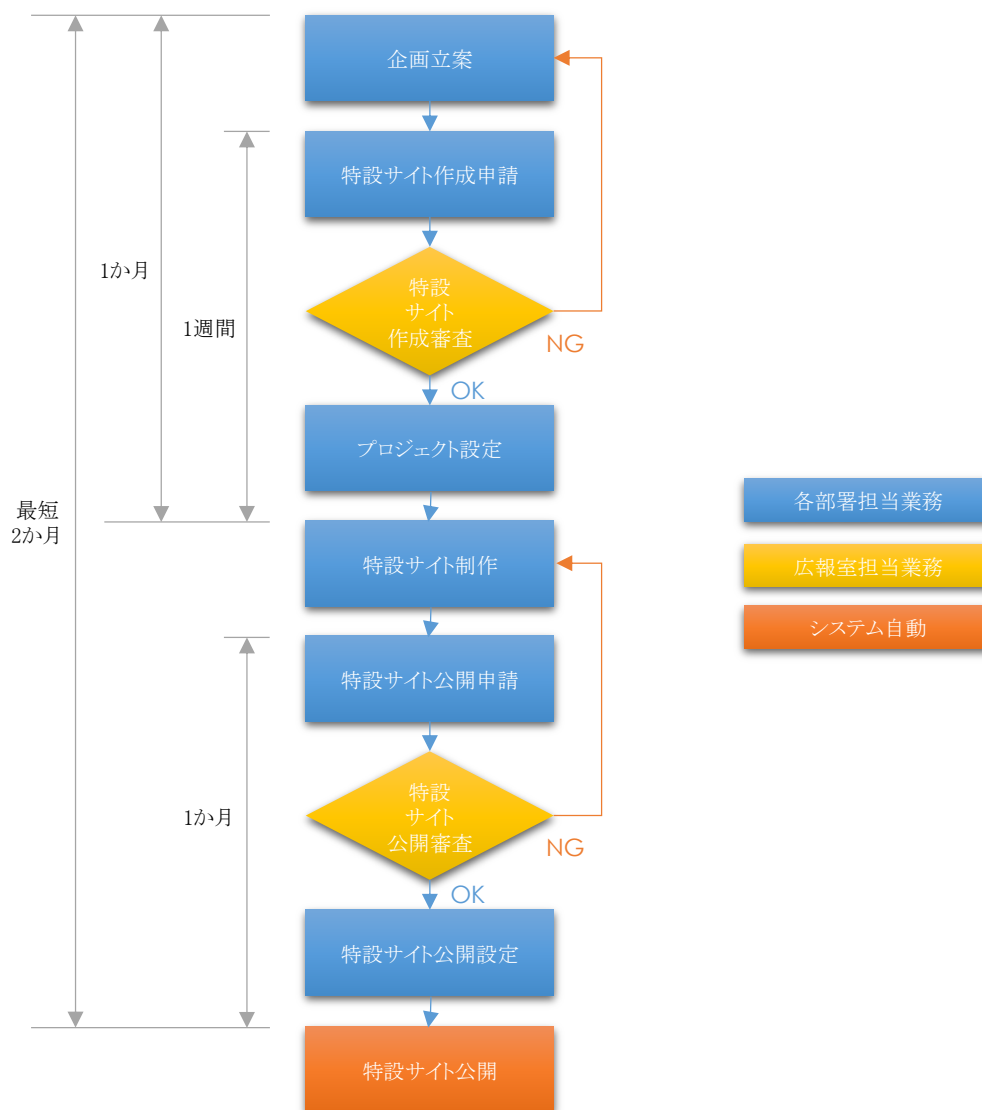 企画立案
特設サイト作成申請
1か月
特設
サイト
作成審査
1週間
NG
OK
プロジェクト設定
最短
2か月
各部署担当業務
特設サイト制作
広報室担当業務
システム自動
特設サイト公開申請
1か月
特設
サイト
公開審査
NG
OK
特設サイト公開設定
特設サイト公開